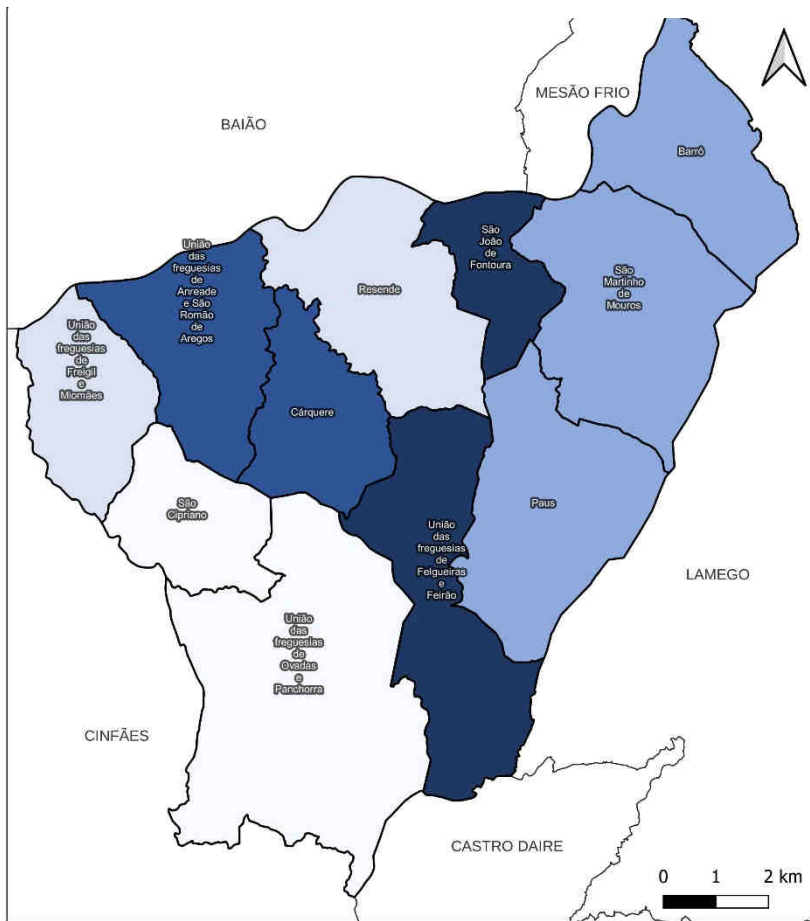 MESÃO FRIO
BAIÃO
Barrô
São
João
de
Fontoura
União
das
freguesias
de
Anreade
e São
Romão
de
Aregos
São
Martinho
de
Mouros
Resende
União
das
freguesias
de
Freigil
e
Miomães
Cárquere
São
Cipriano
Paus
União
das
freguesias
de
Felgueiras
e
Feirão
LAMEGO
União
das
freguesias
de
Ovadas
e
Panchorra
CINFÃES
CASTRO DAIRE
0 1 2 km